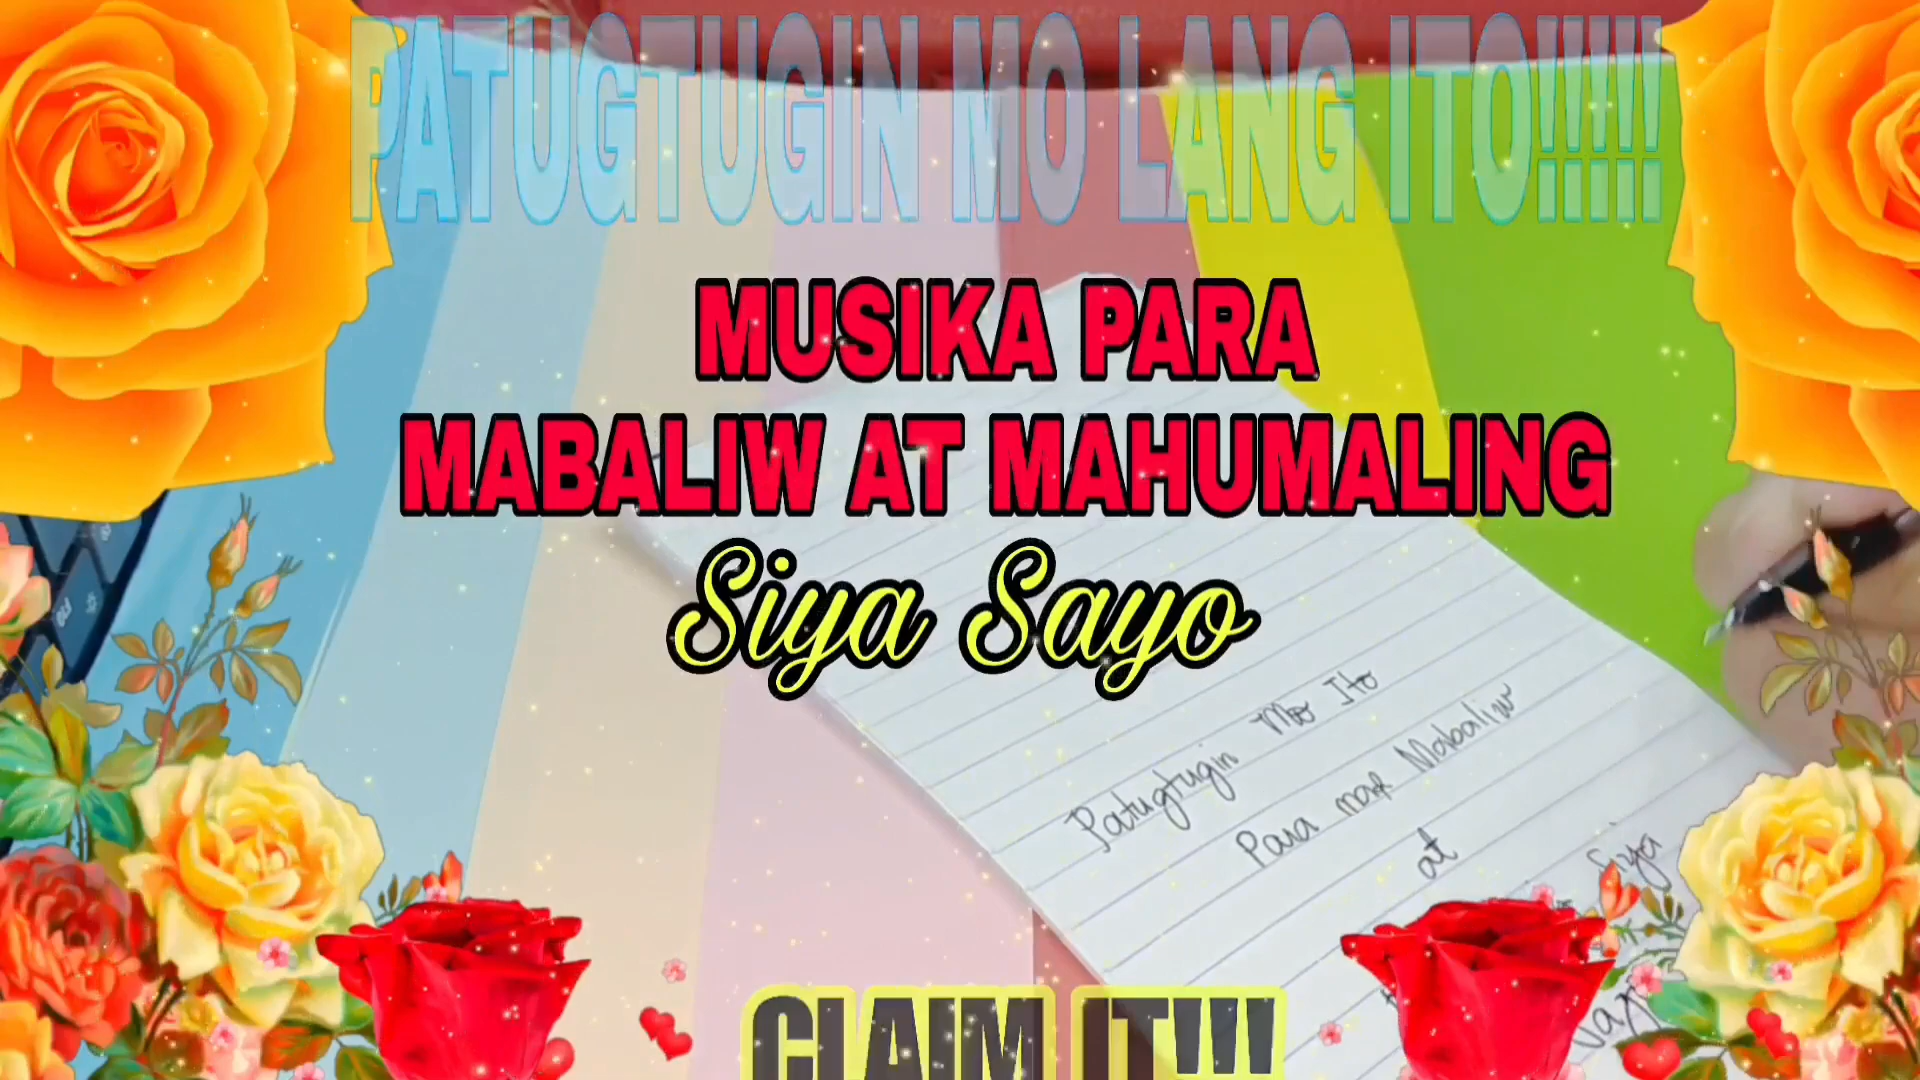 PATUGTUGIN MO LANG ITO!!!!!
MUSIKA PARA
MABALIW AT MAHUMALING
Siya Sayo
Patugtugin Mo Ito
Para
Mabaliw
at
Siya
CLAIM IT!!!